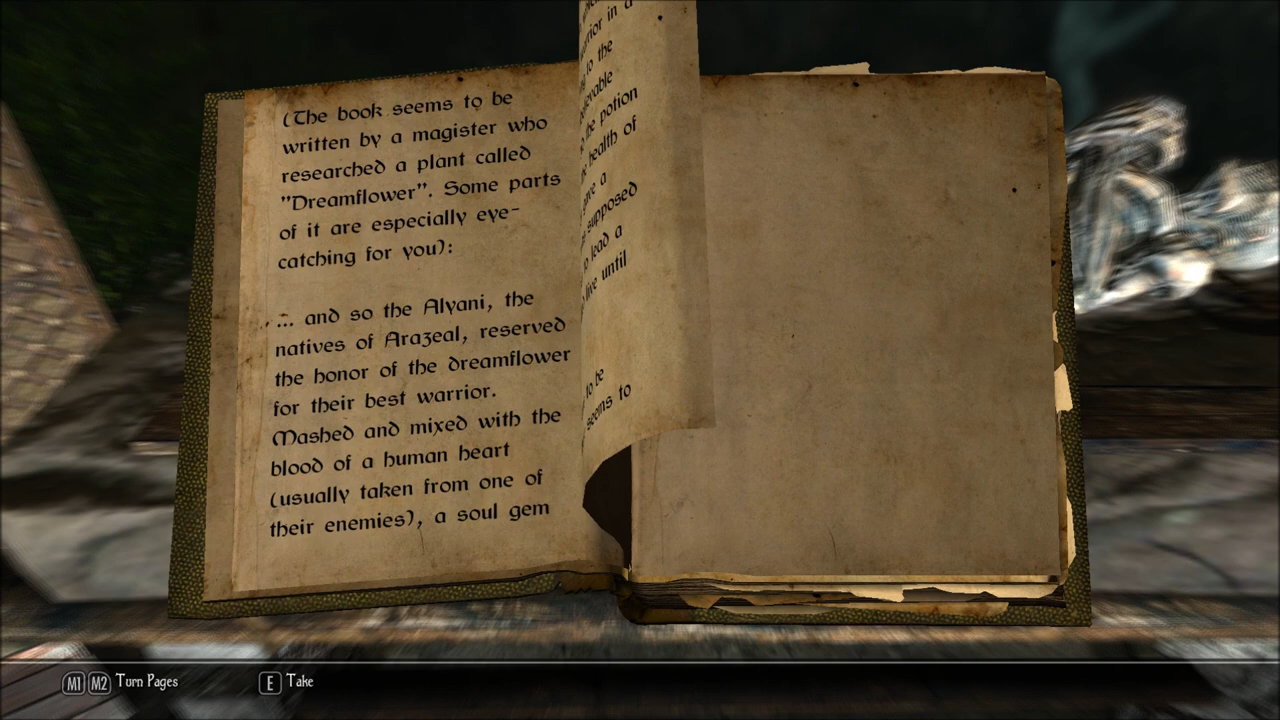 (The book seems to be
written by a magister who
researched a plant called
"Dreamflower". Some parts
of it are especially eye-
catching for you):
... and so the Alyani, the
natives of Arazeal, reserved
the honor of the dreamflower
for their best warrior.
Mashed and mixed with the
blood of a human heart
(usually taken from one of
their enemies), a soul gem
in a
to the
potion
health of
a
supposed
to lead a
live until
to be
seems to
M1 M2 Turn Pages
E Take